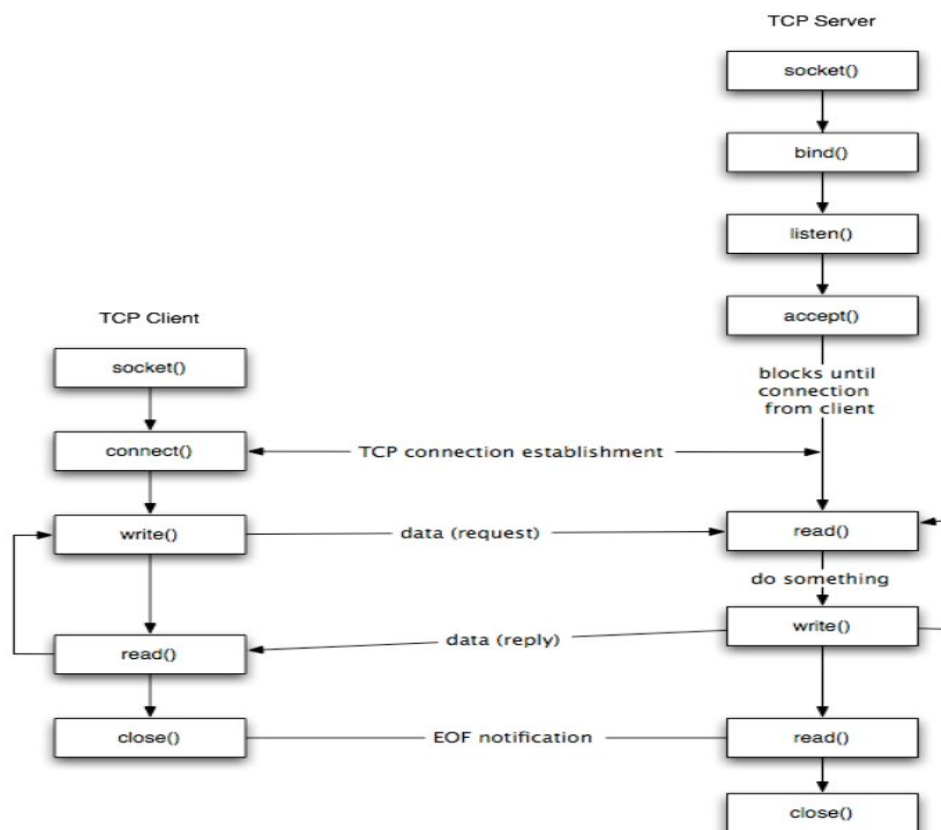 TCP Server
socket()
bind()
listen()
accept()
blocks until
connection
from client
TCP Client
socket()
connect()
TCP connection establishment
write()
data (request)
read()
do something
write()
data (reply)
read()
close()
EOF notification
read()
close()